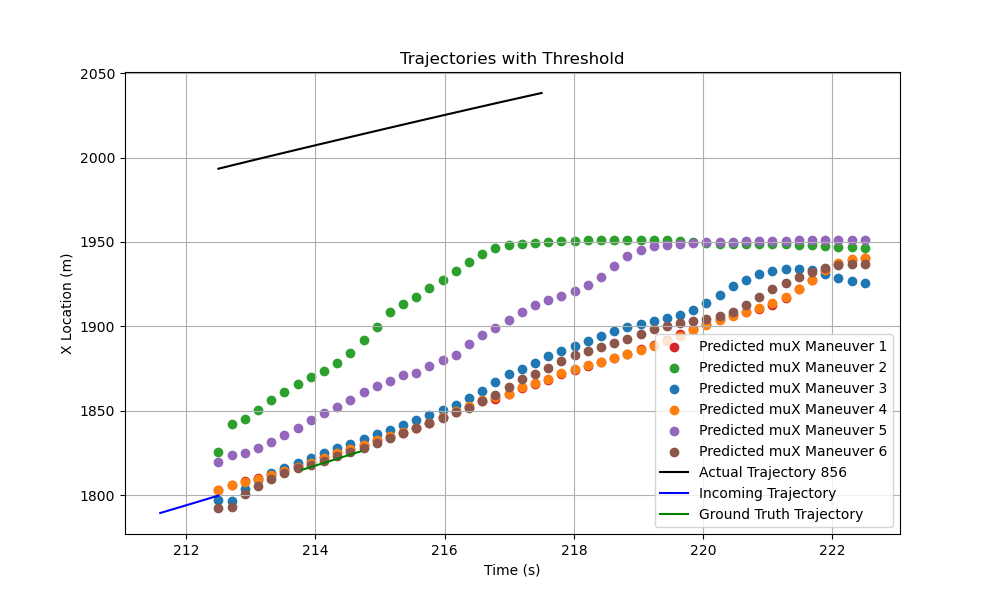 Trajectories with Threshold
2050
2000
1950
1900
1850
1800
X Location (m)
212
214
216
218
220
222
Time (s)
Predicted muX Maneuver 1
Predicted muX Maneuver 2
Predicted muX Maneuver 3
Predicted muX Maneuver 4
Predicted muX Maneuver 5
Predicted muX Maneuver 6
Actual Trajectory 856
Incoming Trajectory
Ground Truth Trajectory